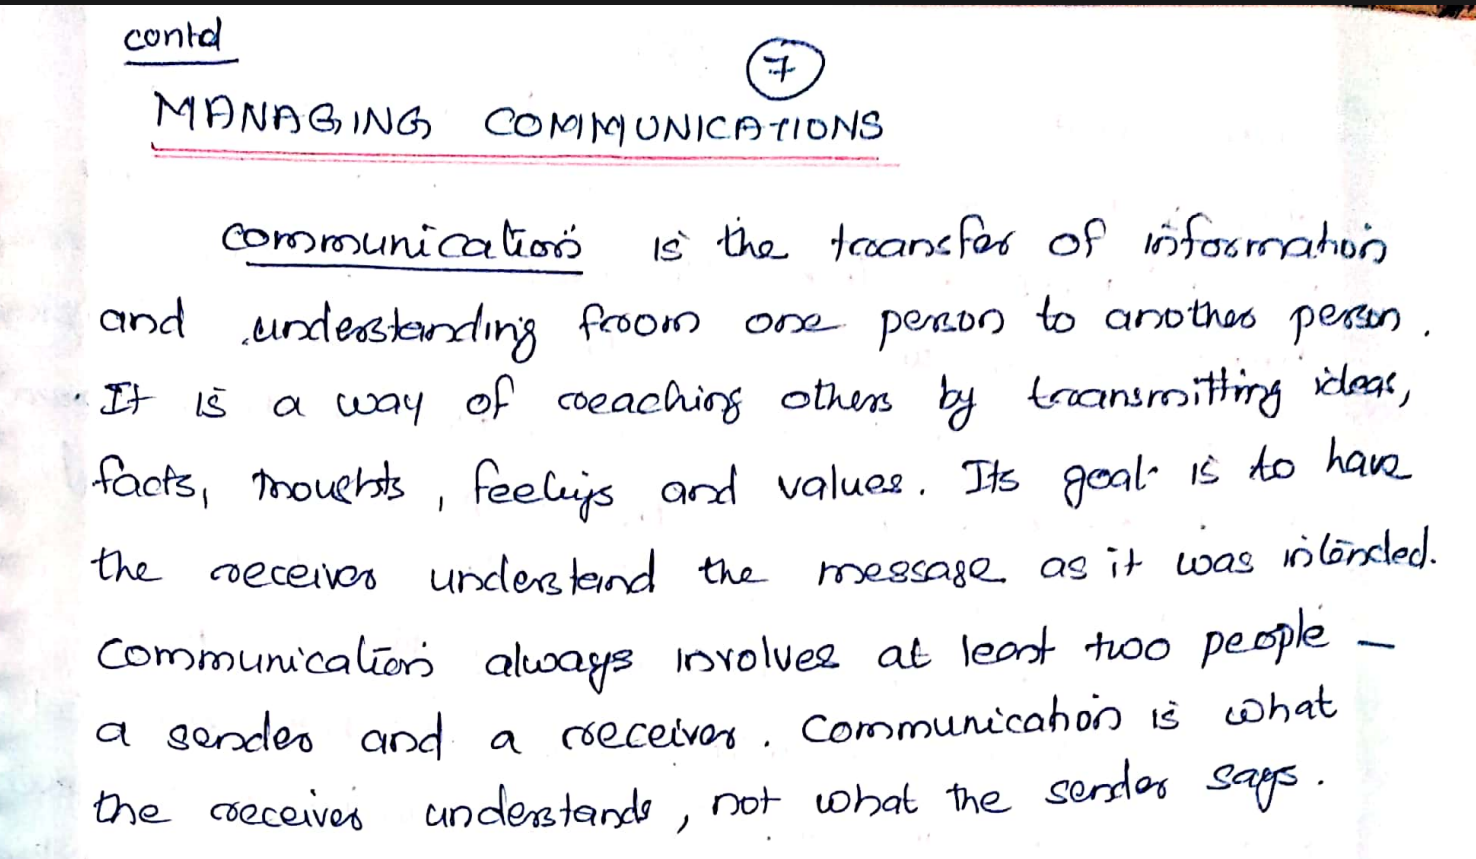 contd
7
MANAGING COMMUNICATIONS
communication is the transfer of information
and understanding from one person to another person.
It is a way of reaching others by transmitting ideas,
facts, thoughts, feelings and values. Its goal is to have
the receiver understand the message as it was intended.
Communication always involves at least two people –
a sender and a receiver. Communication is what
the receiver understands, not what the sender says.